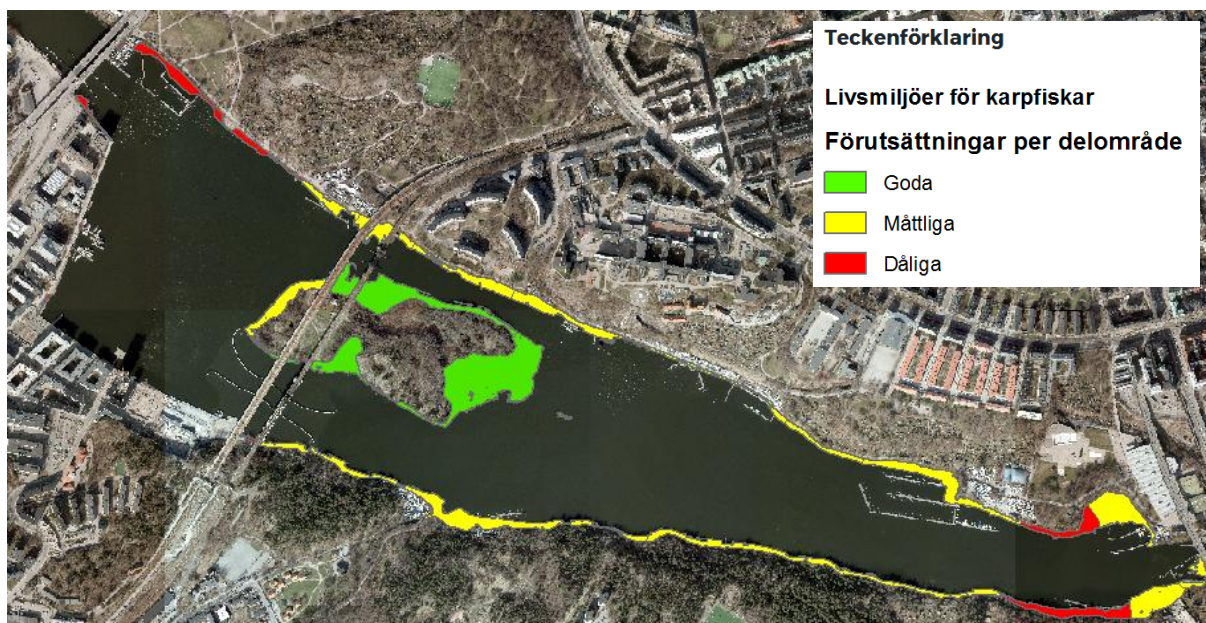 Teckenförklaring
Livsmiljöer för karpfiskar
Förutsättningar per delområde
Goda
Måttliga
Dåliga